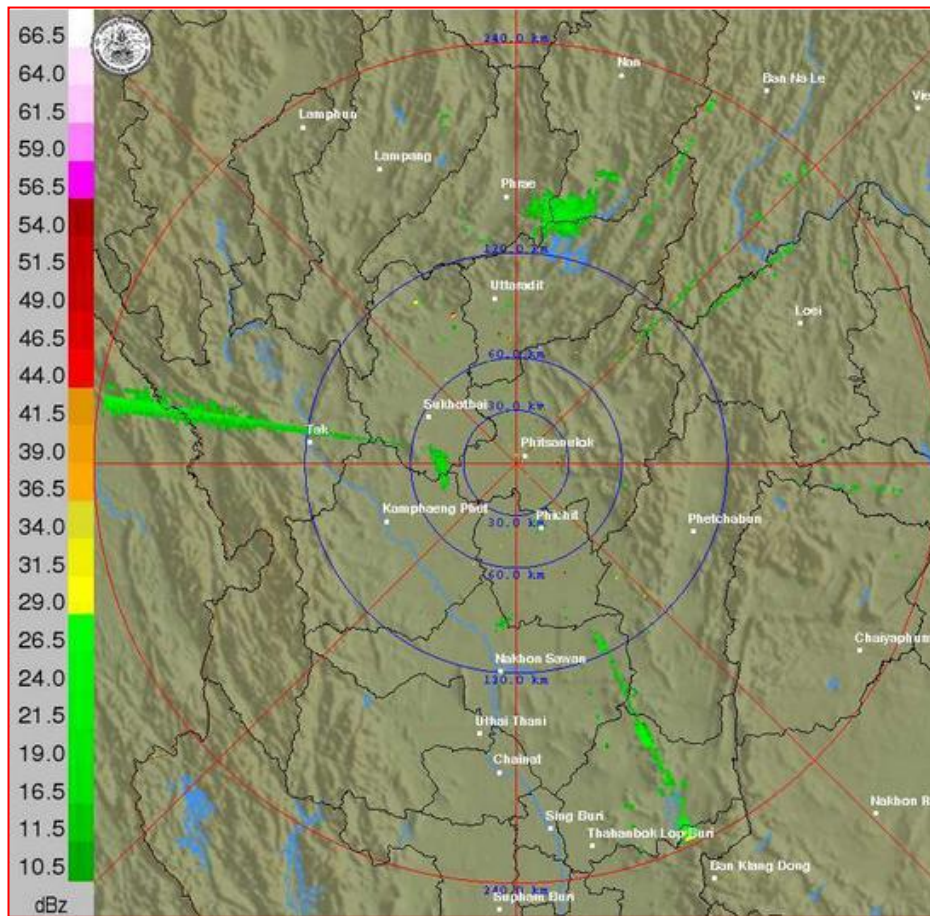 66.5
64.0
61.5
59.0
56.5
54.0
51.5
49.0
46.5
44.0
41.5
39.0
36.5
34.0
31.5
29.0
26.5
24.0
21.5
19.0
16.5
11.5
10.5
dBz
240.0 km
Nan
Ban Na Le
Vie
Lamphun
Lampang
Phrae
120.0 km
Uttaradit
Loei
60.0 km
Sukhothai
30.0 km
Tak
Phitsanulok
Kamphaeng Phet
30.0 km
Phichit
Phetchabun
60.0 km
Chaiyaphum
Nakhon Sawan
120.0 km
Uthai Thani
Chainat
Nakhon R
Sing Buri
Thahanbok Lop Buri
Ban Klang Dong
240.0 km
Suphan Buri